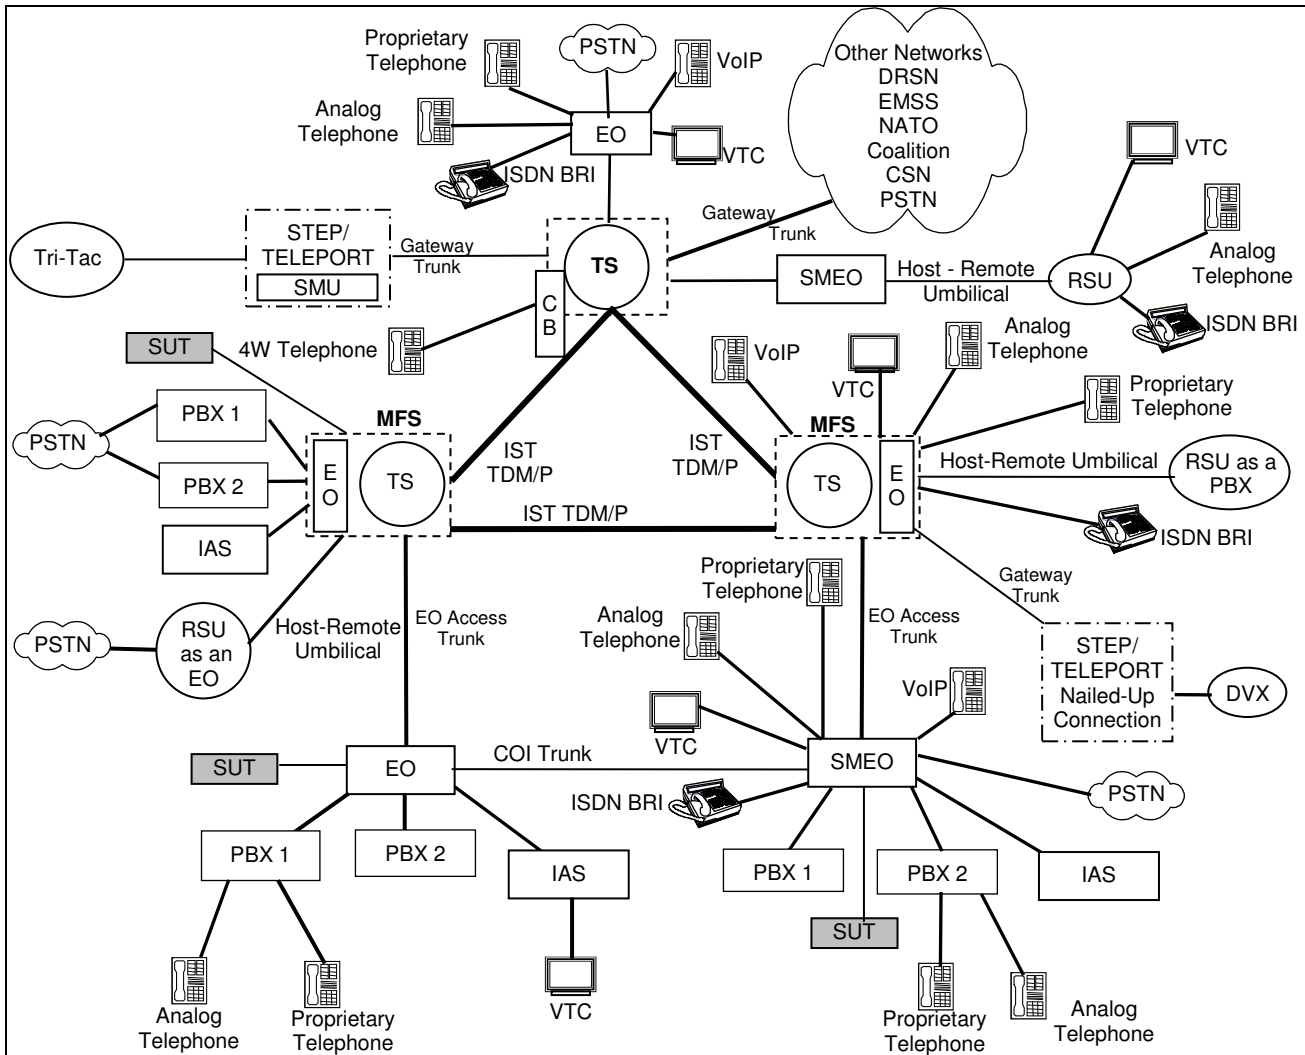 Proprietary
Telephone
PSTN
VoIP
Other Networks
DRSN
EMSS
NATO
Coalition
CSN
PSTN
Analog
Telephone
EO
VTC
ISDN BRI
VTC
Analog
Telephone
ISDN BRI
Tri-Tac
STEP/
TELEPORT
SMU
Gateway
Trunk
TS
C
B
Gateway
Trunk
SMEO
Host - Remote
Umbilical
RSU
4W Telephone
SUT
VoIP
VTC
Analog
Telephone
Proprietary
Telephone
PSTN
PBX 1
PBX 2
IAS
MFS
E
O
TS
IST
TDM/P
IST
TDM/P
IST TDM/P
MFS
TS
E
O
Host-Remote Umbilical
RSU as a
PBX
ISDN BRI
PSTN
RSU
as an
EO
Host-Remote
Umbilical
EO Access
Trunk
Proprietary
Telephone
Analog
Telephone
EO Access
Trunk
Gateway
Trunk
STEP/
TELEPORT
Nailed-Up
Connection
DVX
VoIP
VTC
SUT
EO
COI Trunk
SMEO
ISDN BRI
PSTN
PBX 1
PBX 2
IAS
PBX 1
PBX 2
IAS
SUT
Analog
Telephone
Proprietary
Telephone
VTC
Proprietary
Telephone
Analog
Telephone